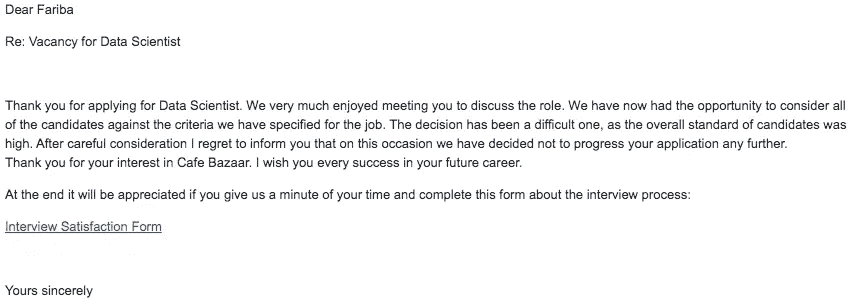 Dear Fariba
Re: Vacancy for Data Scientist
Thank you for applying for Data Scientist. We very much enjoyed meeting you to discuss the role. We have now had the opportunity to consider all
of the candidates against the criteria we have specified for the job. The decision has been a difficult one, as the overall standard of candidates was
high. After careful consideration I regret to inform you that on this occasion we have decided not to progress your application any further.
Thank you for your interest in Cafe Bazaar. I wish you every success in your future career.
At the end it will be appreciated if you give us a minute of your time and complete this form about the interview process:
Interview Satisfaction Form
Yours sincerely